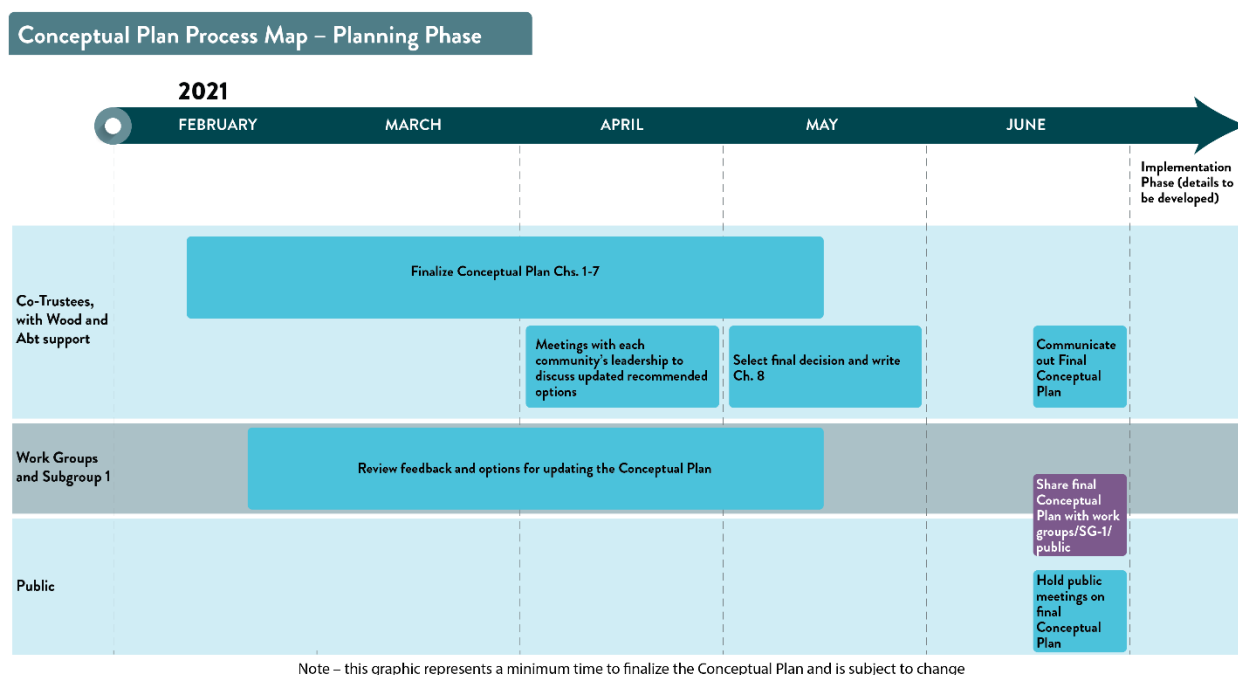 Conceptual Plan Process Map – Planning Phase
2021
FEBRUARY
MARCH
APRIL
MAY
JUNE
Implementation
Phase (details to
be developed)
Co-Trustees,
with Wood and
Abt support
Finalize Conceptual Plan Chs. 1-7
Meetings with each
community's leadership to
discuss updated recommended
options
Select final decision and write
Ch. 8
Communicate
out Final
Conceptual
Plan
Work Groups
and Subgroup 1
Review feedback and options for updating the Conceptual Plan
Share final
Conceptual
Plan with work
groups/SG-1/
public
Public
Hold public
meetings on
final
Conceptual
Plan
Note – this graphic represents a minimum time to finalize the Conceptual Plan and is subject to change